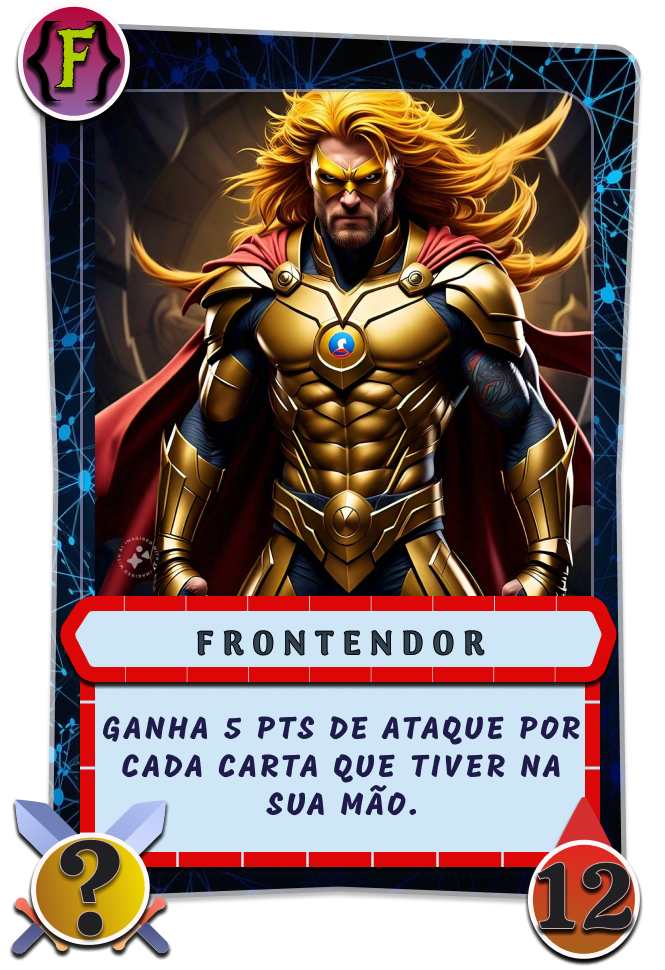 {F}
FRONTENDOR
GANHA 5 PTS DE ATAQUE POR
CADA CARTA QUE TIVER NA
SUA MÃO.
?
12